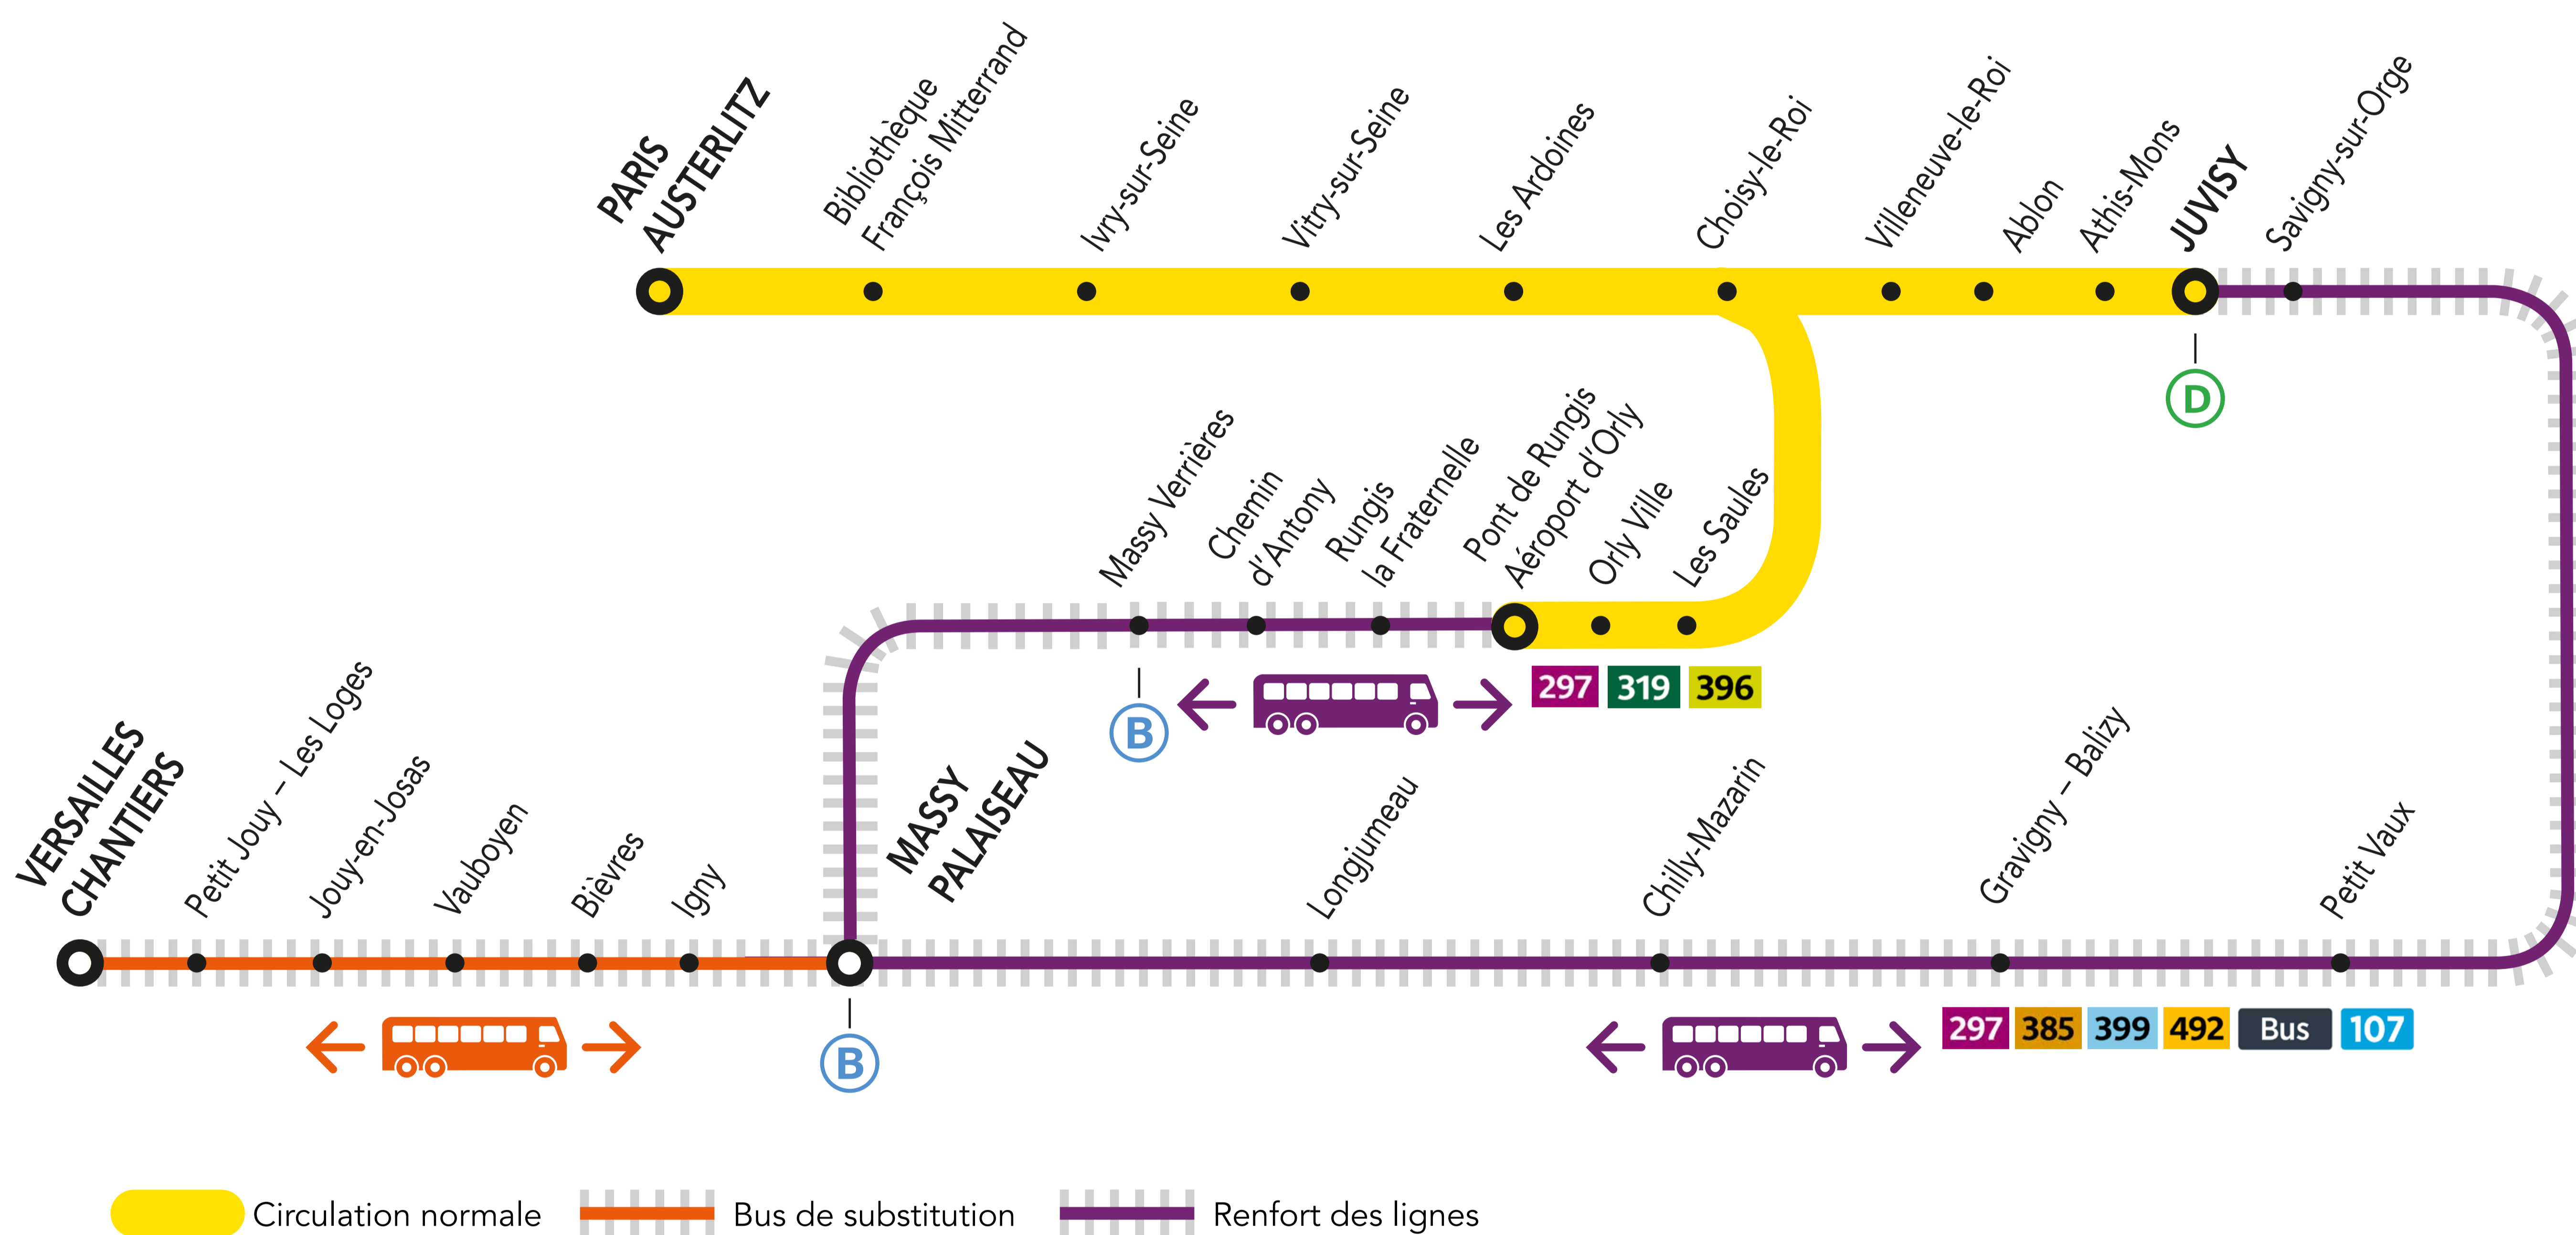 PARIS
AUSTERLITZ
Bibliothèque
François Mitterrand
Ivry-sur-Seine
Vitry-sur-Seine
Les Ardoines
Choisy-le-Roi
Villeneuve-le-Roi
Ablon
Athis-Mons
JUVISY
Savigny-sur-Orge
D
Massy Verrières
Chemin
d'Antony
Rungis
la Fraternelle
Pont de Rungis
Aéroport d'Orly
Orly Ville
Les Saules
B
297 319 396
VERSAILLES
CHANTIERS
Petit Jouy – Les Loges
Jouy-en-Josas
Vauboyen
Bièvres
Igny
MASSY
PALAISEAU
Longjumeau
Chilly-Mazarin
Gravigny – Balizy
Petit Vaux
B
297 385 399 492 Bus 107
Circulation normale
Bus de substitution
Renfort des lignes